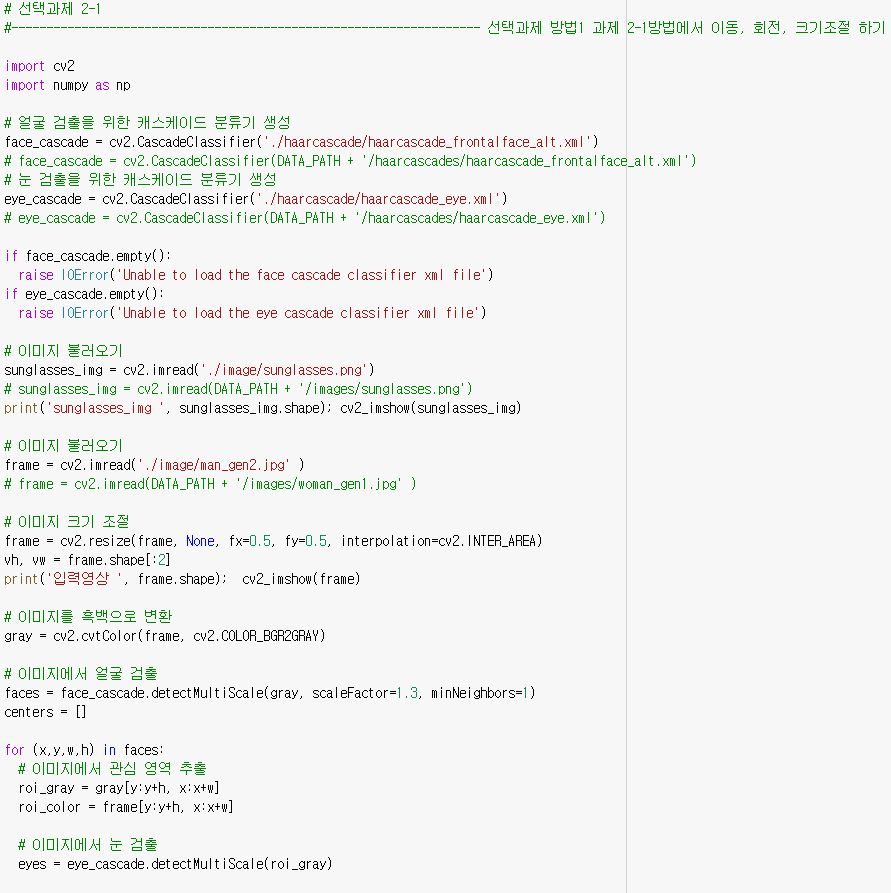 # 선택과제 2-1
#------------------------------------------------------------------- 선택과제 방법1 과제 2-1방법에서 이동, 회전, 크기조절 하기
import cv2
import numpy as np
# 얼굴 검출을 위한 캐스케이드 분류기 생성
face_cascade = cv2.CascadeClassifier('./haarcascade/haarcascade_frontalface_alt.xml')
# face_cascade = cv2.CascadeClassifier(DATA_PATH + '/haarcascades/haarcascade_frontalface_alt.xml')
# 눈 검출을 위한 캐스케이드 분류기 생성
eye_cascade = cv2.CascadeClassifier('./haarcascade/haarcascade_eye.xml')
# eye_cascade = cv2.CascadeClassifier(DATA_PATH + '/haarcascades/haarcascade_eye.xml')
if face_cascade.empty():
  raise IOError('Unable to load the face cascade classifier xml file')
if eye_cascade.empty():
  raise IOError('Unable to load the eye cascade classifier xml file')
# 이미지 불러오기
sunglasses_img = cv2.imread('./image/sunglasses.png')
# sunglasses_img = cv2.imread(DATA_PATH + '/images/sunglasses.png')
print('sunglasses_img ', sunglasses_img.shape); cv2_imshow(sunglasses_img)
# 이미지 불러오기
frame = cv2.imread('./image/man_gen2.jpg' )
# frame = cv2.imread(DATA_PATH + '/images/woman_gen1.jpg' )
# 이미지 크기 조절
frame = cv2.resize(frame, None, fx=0.5, fy=0.5, interpolation=cv2.INTER_AREA)
vh, vw = frame.shape[:2]
print('입력영상 ', frame.shape);  cv2_imshow(frame)
# 이미지를 흑백으로 변환
gray = cv2.cvtColor(frame, cv2.COLOR_BGR2GRAY)
# 이미지에서 얼굴 검출
faces = face_cascade.detectMultiScale(gray, scaleFactor=1.3, minNeighbors=1)
centers = []
for (x,y,w,h) in faces:
  # 이미지에서 관심 영역 추출
  roi_gray = gray[y:y+h, x:x+w]
  roi_color = frame[y:y+h, x:x+w]
  # 이미지에서 눈 검출
  eyes = eye_cascade.detectMultiScale(roi_gray)